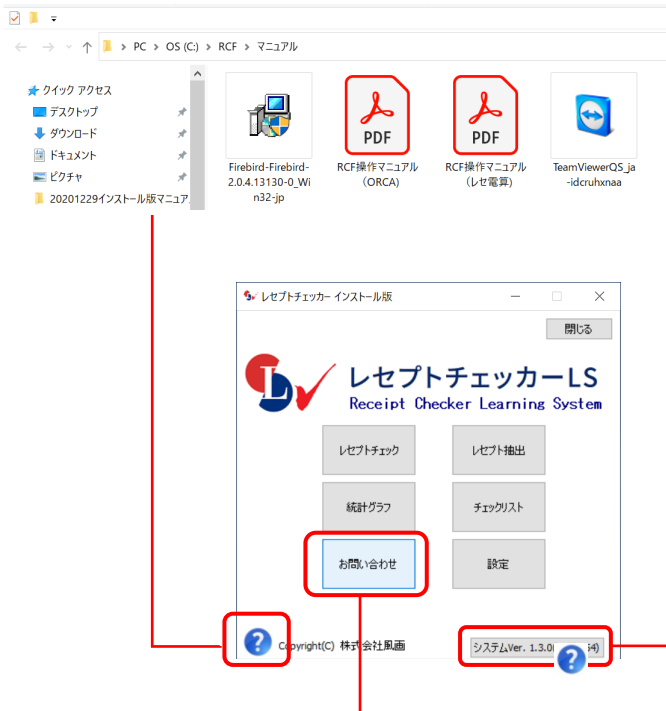 PC > OS (C:) > RCF > マニュアル
クイック アクセス
デスクトップ
ダウンロード
ドキュメント
ピクチャ
20201229インストール版マニュア
Firebird-Firebird-
2.0.4.13130-0_Wi
n32-jp
RCF操作マニュアル
（ORCA）
RCF操作マニュアル
（レセ電算）
TeamViewerQS_ja
-idcruhxnaa
PDF
PDF
レセプトチェッカー インストール版
閉じる
L
レセプトチェッカーLS
Receipt Checker Learning System
レセプトチェック
レセプト抽出
統計グラフ
チェックリスト
お問い合わせ
設定
?
Copyright(C) 株式会社風画
システムVer. 1.3.0
?